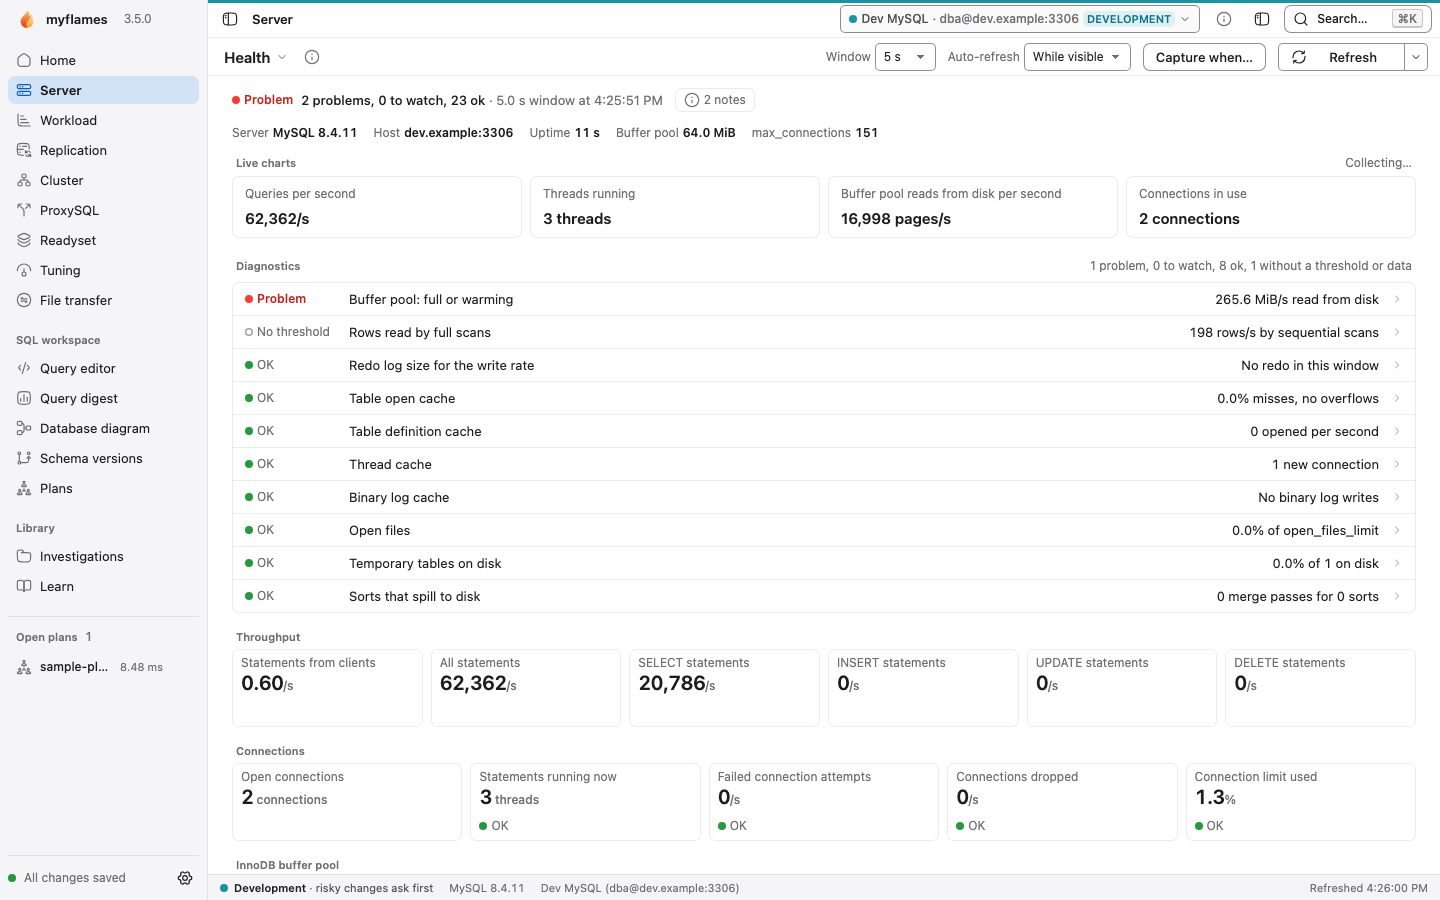 myflames 3.5.0
Server
Dev MySQL · dba@dev.example:3306 DEVELOPMENT
Search... ⌘K
Home
Server
Workload
Replication
Cluster
ProxySQL
Readyset
Tuning
File transfer
SQL workspace
Query editor
Query digest
Database diagram
Schema versions
Plans
Library
Investigations
Learn
Open plans 1
sample-pl... 8.48 ms
All changes saved
Health
Window 5 s Auto-refresh While visible Capture when... Refresh
Problem 2 problems, 0 to watch, 23 ok · 5.0 s window at 4:25:51 PM 2 notes
Server MySQL 8.4.11 Host dev.example:3306 Uptime 11 s Buffer pool 64.0 MiB max_connections 151
Live charts Collecting...
Queries per second
62,362/s
Threads running
3 threads
Buffer pool reads from disk per second
16,998 pages/s
Connections in use
2 connections
Diagnostics 1 problem, 0 to watch, 8 ok, 1 without a threshold or data
Problem Buffer pool: full or warming 265.6 MiB/s read from disk
No threshold Rows read by full scans 198 rows/s by sequential scans
OK Redo log size for the write rate No redo in this window
OK Table open cache 0.0% misses, no overflows
OK Table definition cache 0 opened per second
OK Thread cache 1 new connection
OK Binary log cache No binary log writes
OK Open files 0.0% of open_files_limit
OK Temporary tables on disk 0.0% of 1 on disk
OK Sorts that spill to disk 0 merge passes for 0 sorts
Throughput
Statements from clients
0.60/s
All statements
62,362/s
SELECT statements
20,786/s
INSERT statements
0/s
UPDATE statements
0/s
DELETE statements
0/s
Connections
Open connections
2 connections
Statements running now
3 threads
OK
Failed connection attempts
0/s
OK
Connections dropped
0/s
OK
Connection limit used
1.3%
OK
InnoDB buffer pool
Development · risky changes ask first MySQL 8.4.11 Dev MySQL (dba@dev.example:3306) Refreshed 4:26:00 PM